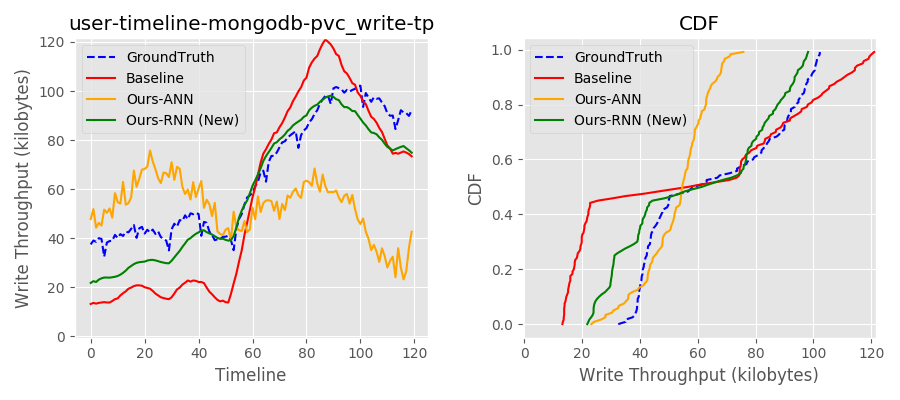 user-timeline-mongodb-pvc_write-tp
120
100
80
60
40
20
0
Write Throughput (kilobytes)
GroundTruth
Baseline
Ours-ANN
Ours-RNN (New)
0 20 40 60 80 100 120
Timeline
CDF
1.0
0.8
0.6
0.4
0.2
0.0
CDF
GroundTruth
Baseline
Ours-ANN
Ours-RNN (New)
0 20 40 60 80 100 120
Write Throughput (kilobytes)